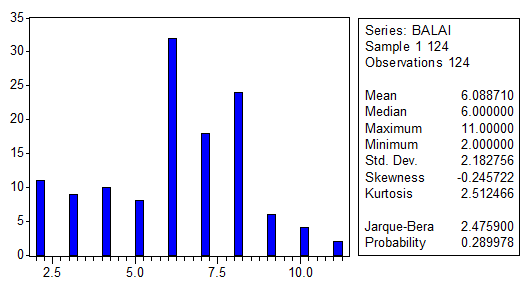 35
30
25
20
15
10
5
0
2.5 5.0 7.5 10.0
Series: BALAI
Sample 1 124
Observations 124
Mean 6.088710
Median 6.000000
Maximum 11.00000
Minimum 2.000000
Std. Dev. 2.182756
Skewness -0.245722
Kurtosis 2.512466
Jarque-Bera 2.475900
Probability 0.289978